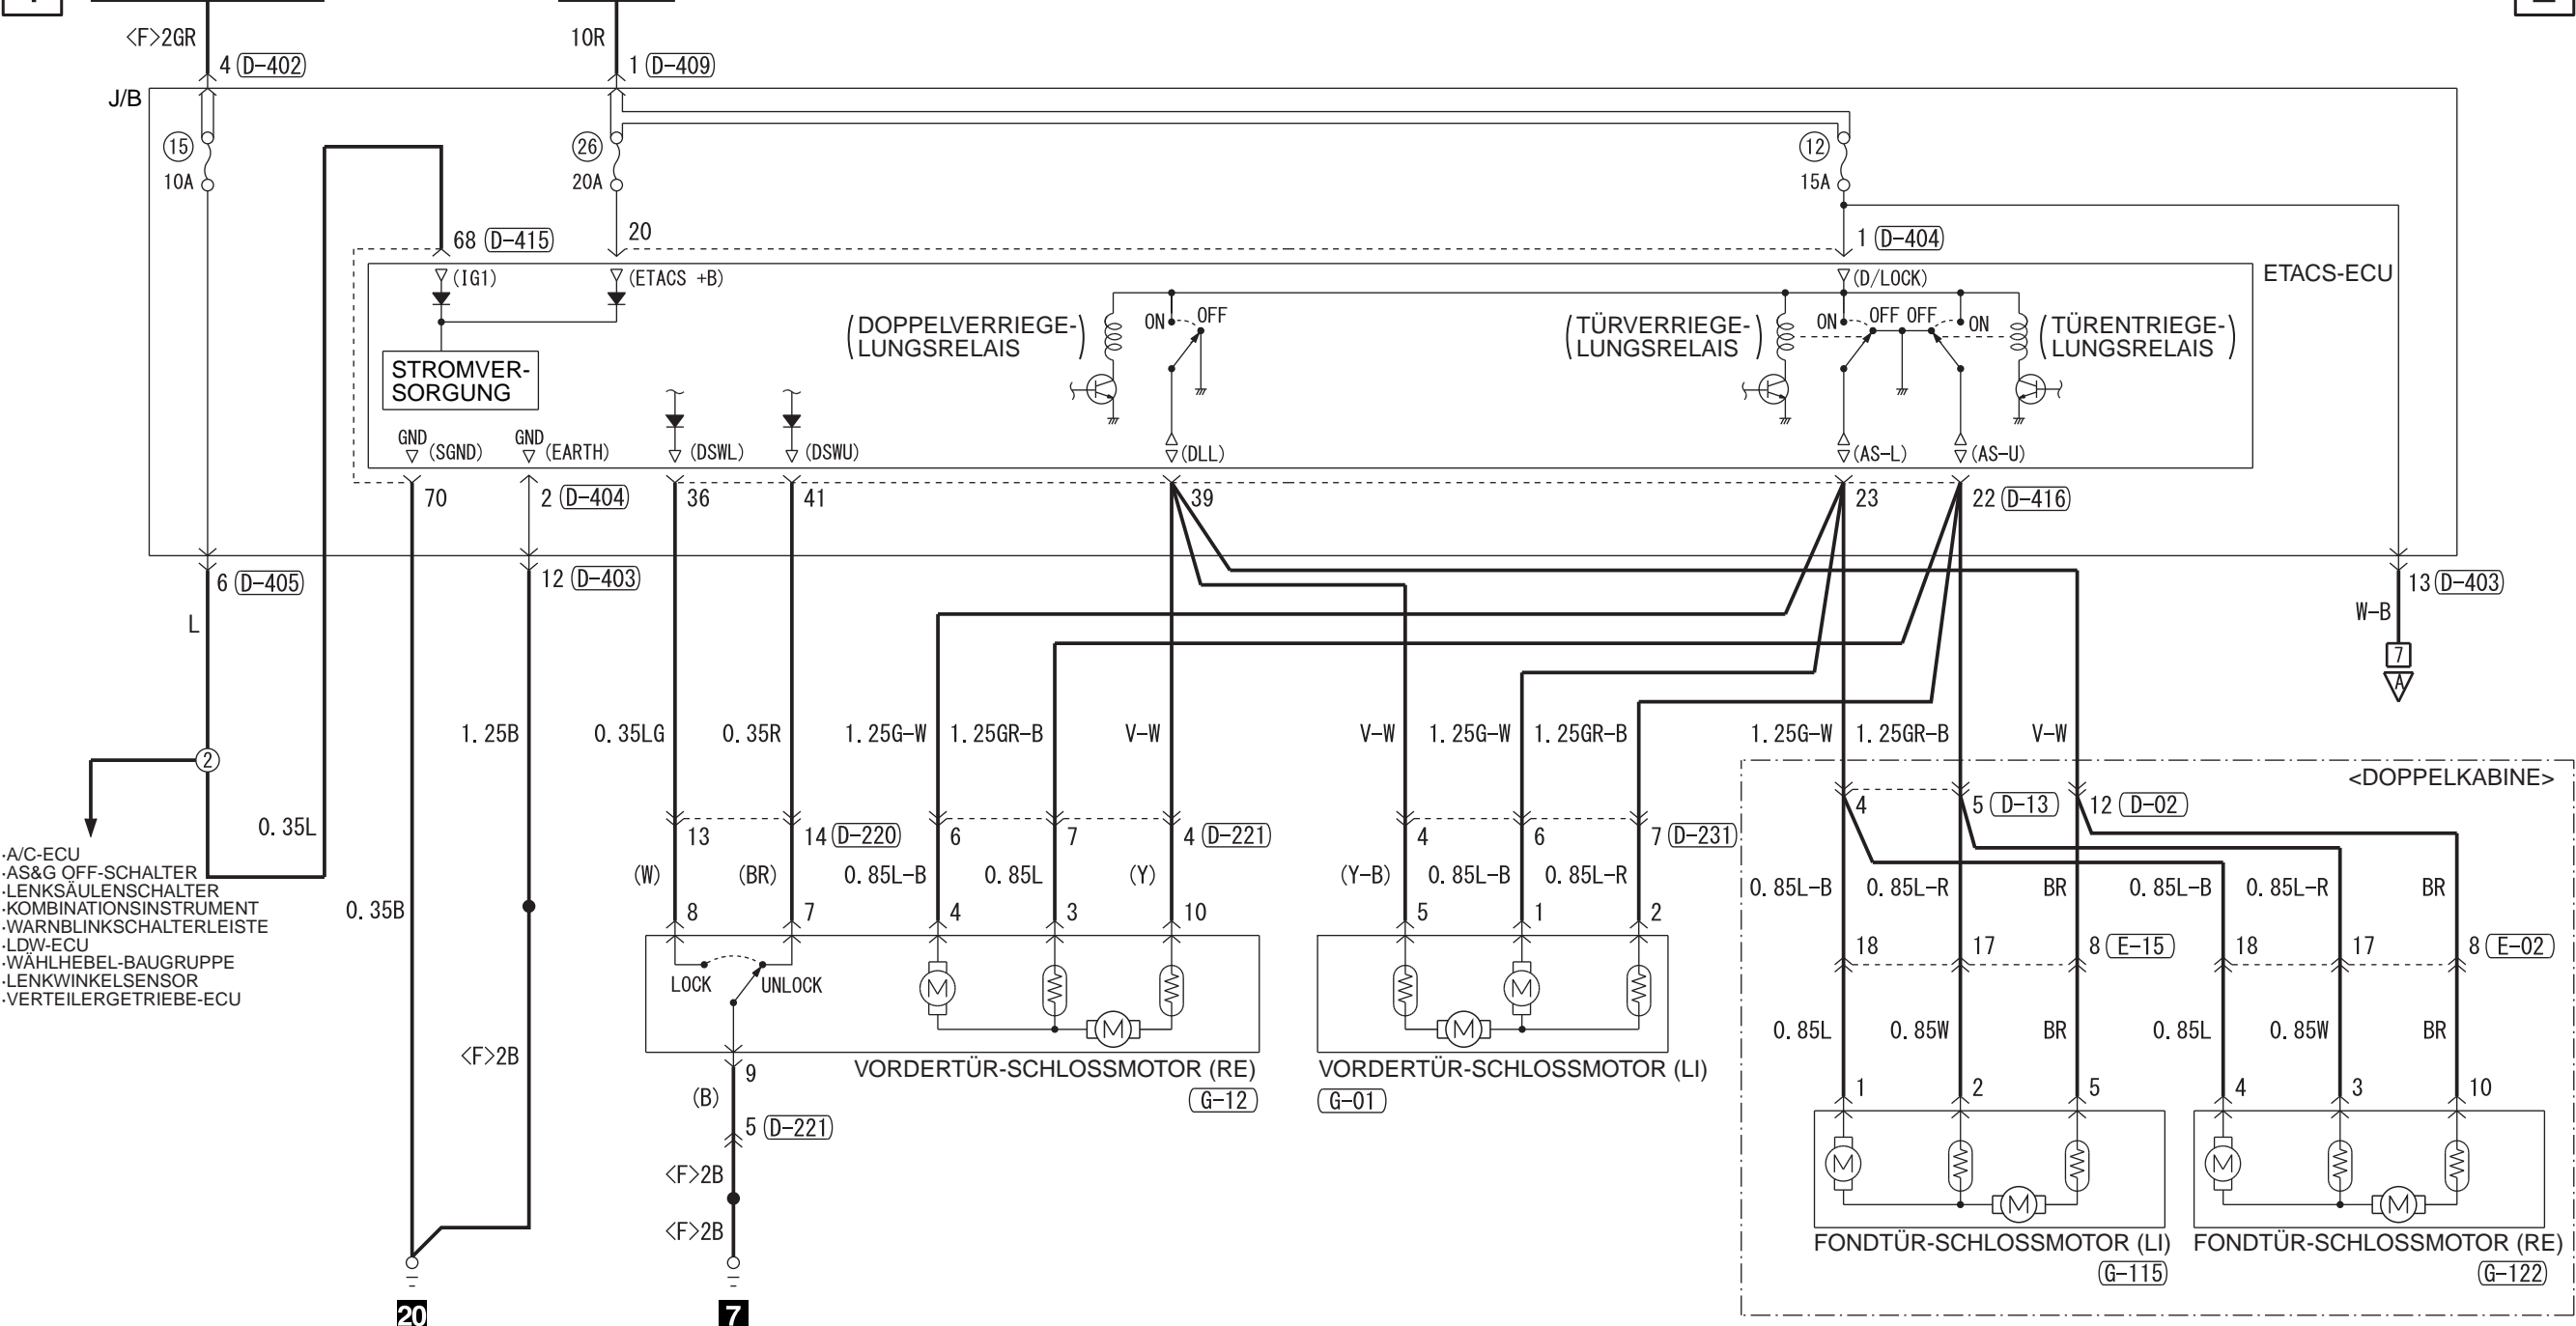 <F>2GR
10R
4 (D-402)
1 (D-409)
J/B
15
26
12
10A
20A
15A
68 (D-415)
20
1 (D-404)
(IG1)
(ETACS +B)
(D/LOCK)
ETACS-ECU
(DOPPELVERRIEGE-
LUNGSRELAIS)
ON
OFF
(TÜRVERRIEGE-
LUNGSRELAIS)
ON
OFF OFF
ON
(TÜRENTRIEGE-
LUNGSRELAIS)
STROMVER-
SORGUNG
GND
(SGND)
GND
(EARTH)
(DSWL)
(DSWU)
(DLL)
(AS-L)
(AS-U)
70
2 (D-404)
36
41
39
23
22 (D-416)
6 (D-405)
12 (D-403)
13 (D-403)
L
W-B
7
A
1.25B
0.35LG
0.35R
1.25G-W
1.25GR-B
V-W
V-W
1.25G-W
1.25GR-B
1.25G-W
1.25GR-B
V-W
2
<DOPPELKABINE>
4
5 (D-13)
12 (D-02)
0.35L
13
14 (D-220)
6
7
4 (D-221)
4
6
7 (D-231)
·A/C-ECU
·AS&G OFF-SCHALTER
·LENKSÄULENSCHALTER
·KOMBINATIONSINSTRUMENT
·WARNBLINKSCHALTERLEISTE
·LDW-ECU
·WÄHLHEBEL-BAUGRUPPE
·LENKWINKELSENSOR
·VERTEILERGETRIEBE-ECU
(W)
(BR)
0.85L-B
0.85L
(Y)
(Y-B)
0.85L-B
0.85L-R
0.85L-B
0.85L-R
BR
0.85L-B
0.85L-R
BR
0.35B
8
7
4
3
10
5
1
2
18
17
8 (E-15)
18
17
8 (E-02)
LOCK
UNLOCK
M
M
M
M
0.85L
0.85W
BR
0.85L
0.85W
BR
<F>2B
VORDERTÜR-SCHLOSSMOTOR (RE)
(G-12)
VORDERTÜR-SCHLOSSMOTOR (LI)
(G-01)
9
(B)
5 (D-221)
1
2
5
4
3
10
<F>2B
M
M
M
M
<F>2B
FONDTÜR-SCHLOSSMOTOR (LI)
(G-115)
FONDTÜR-SCHLOSSMOTOR (RE)
(G-122)
20
7